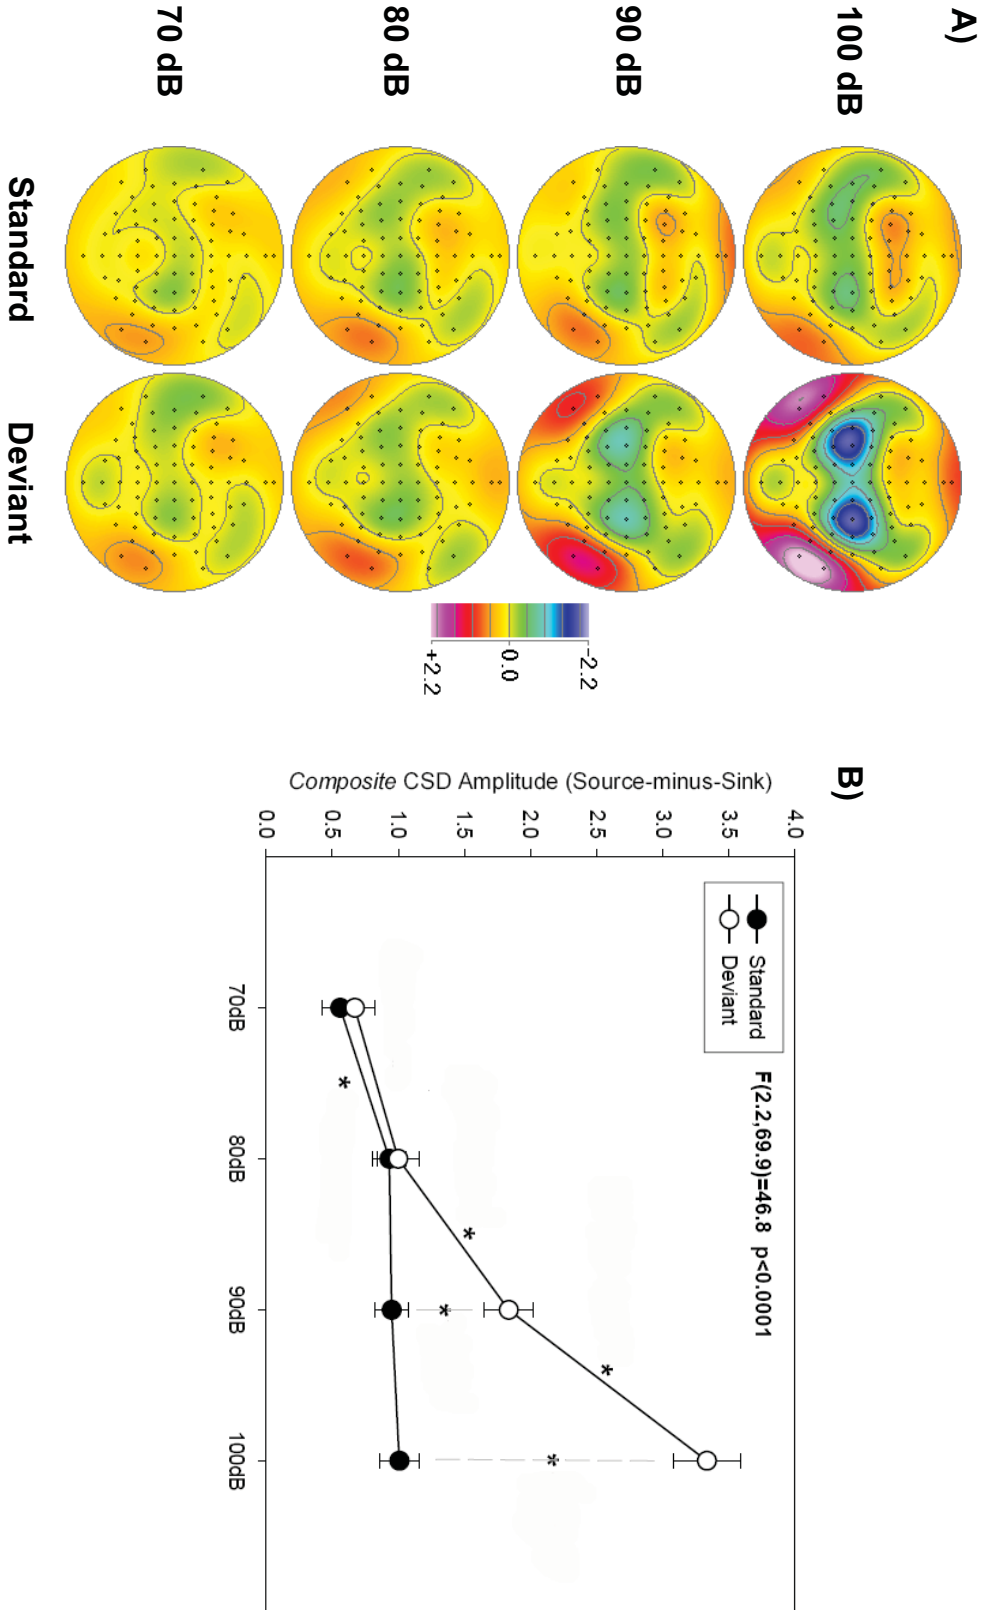 A)
100 dB
90 dB
80 dB
70 dB
Standard
Deviant
-2.2
0.0
+2.2
B)
Composite CSD Amplitude (Source-minus-Sink)
4.0
3.5
3.0
2.5
2.0
1.5
1.0
0.5
0.0
Standard
Deviant
F(2.2,69.9)=46.8 p<0.0001
*
*
*
*
*
70dB
80dB
90dB
100dB